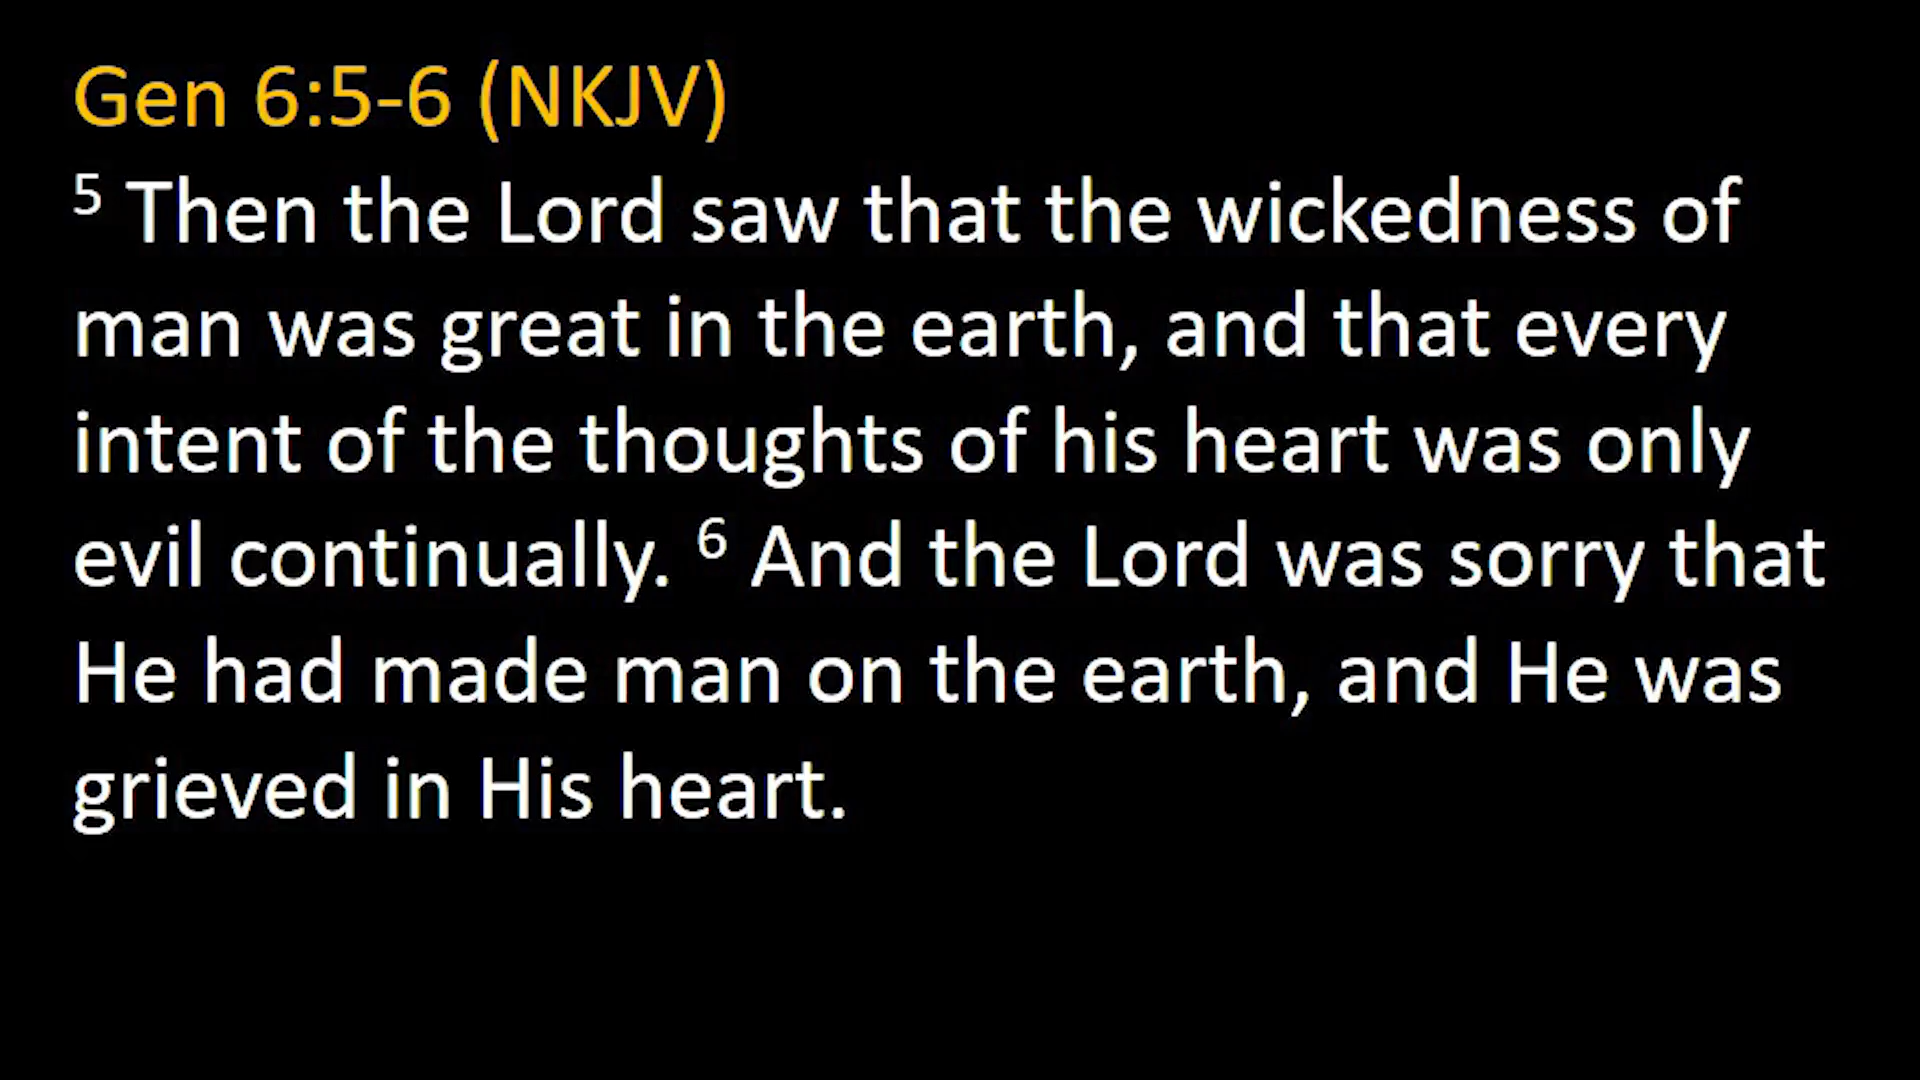 Gen 6:5-6 (NKJV)
5 Then the Lord saw that the wickedness of
man was great in the earth, and that every
intent of the thoughts of his heart was only
evil continually. 6 And the Lord was sorry that
He had made man on the earth, and He was
grieved in His heart.